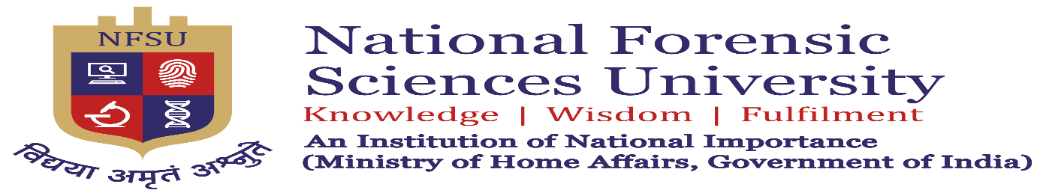 NFSU
विद्यया अमृतं अश्नुते
National Forensic
Sciences University
Knowledge | Wisdom | Fulfilment
An Institution of National Importance
(Ministry of Home Affairs, Government of India)